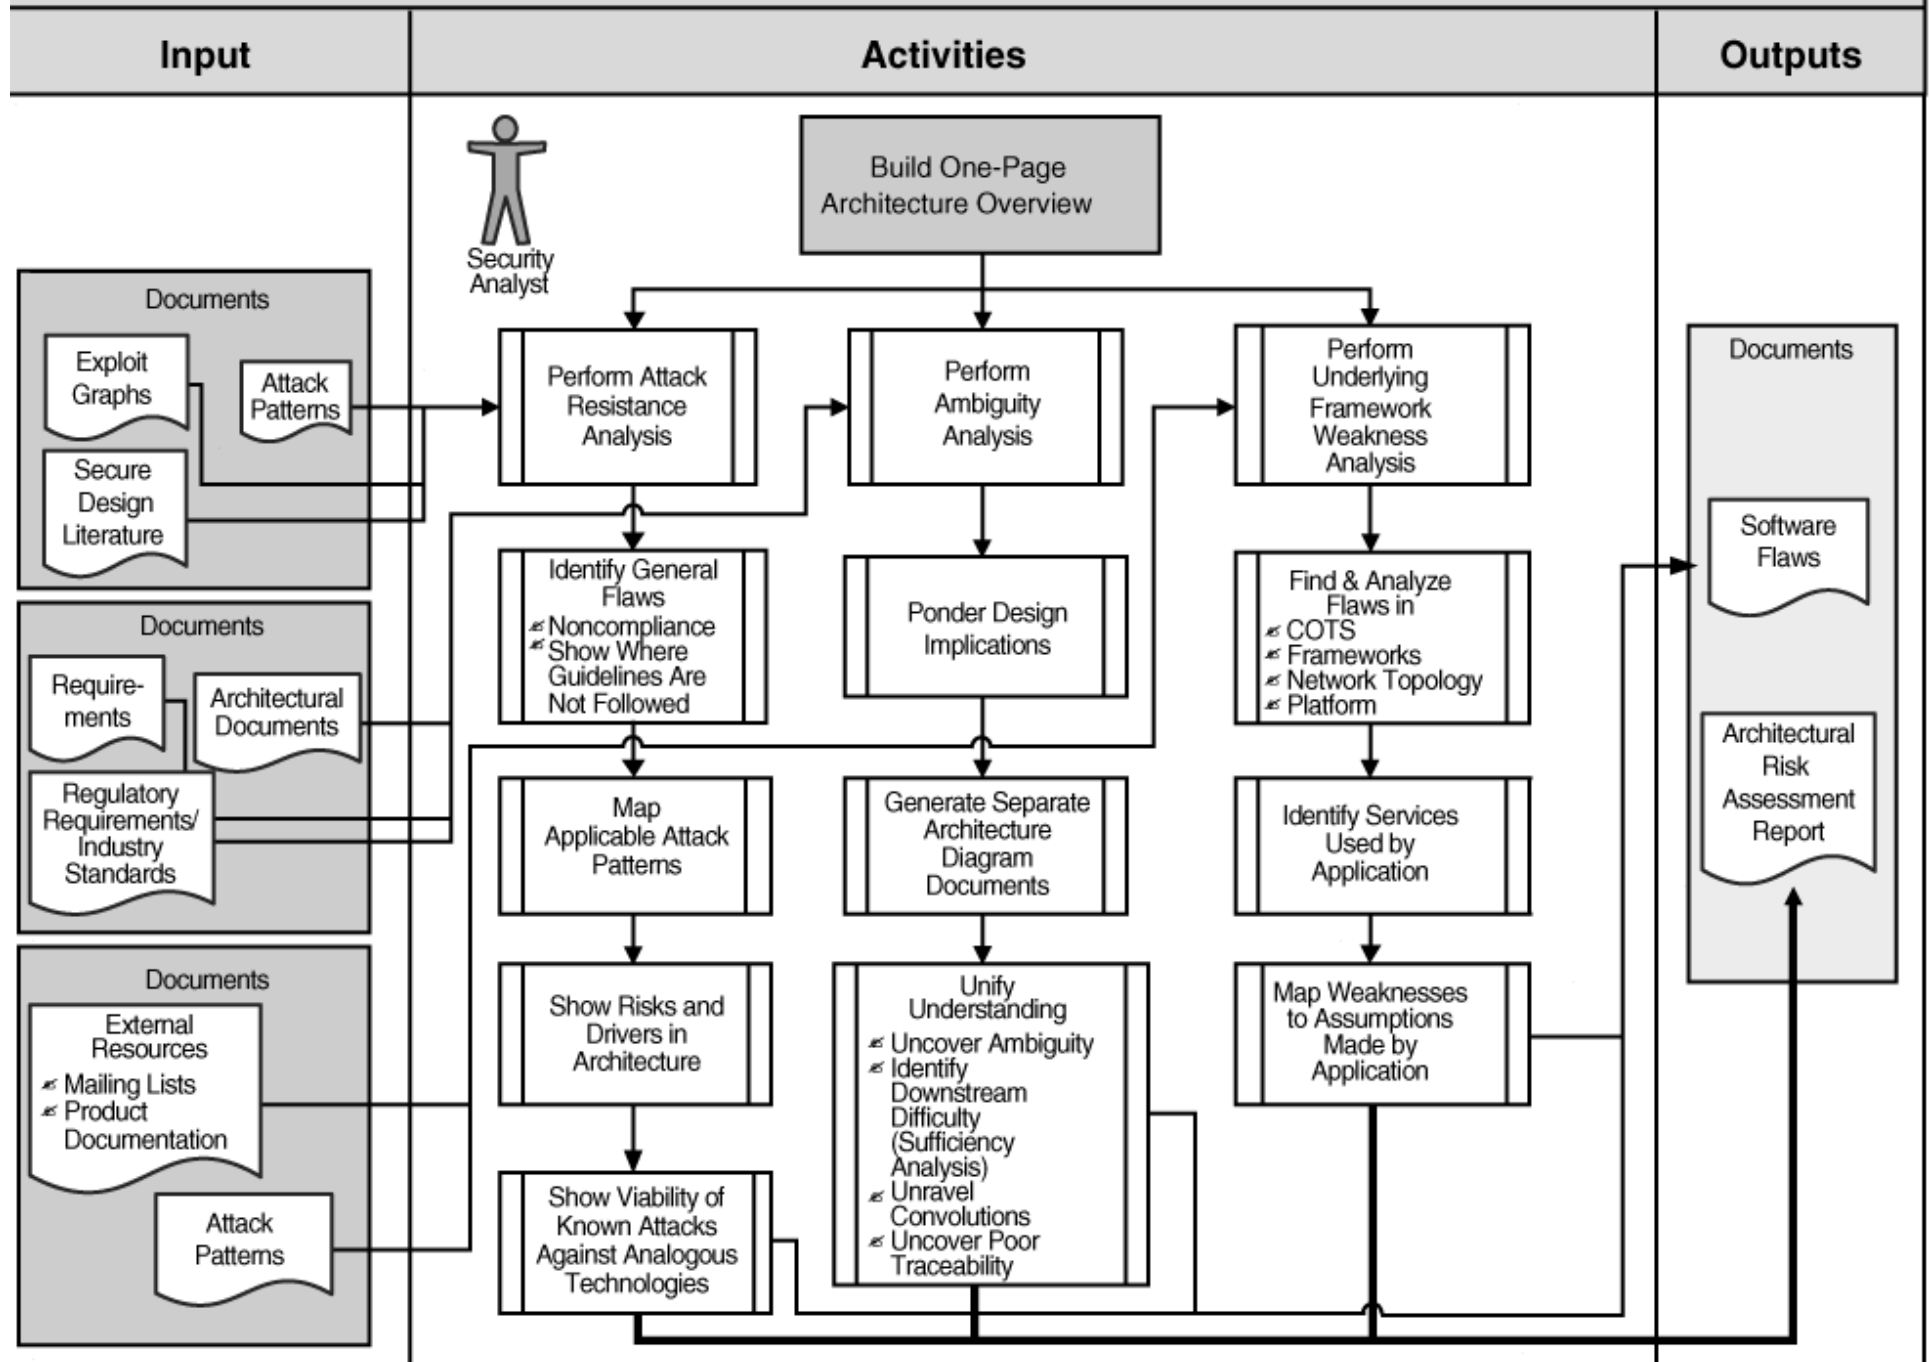 Input
Activities
Outputs
Security
Analyst
Build One-Page
Architecture Overview
Documents
Exploit
Graphs
Attack
Patterns
Secure
Design
Literature
Documents
Require-
ments
Architectural
Documents
Regulatory
Requirements/
Industry
Standards
Documents
External
Resources
Mailing Lists
Product
Documentation
Attack
Patterns
Perform Attack
Resistance
Analysis
Identify General
Flaws
Noncompliance
Show Where
Guidelines Are
Not Followed
Map
Applicable Attack
Patterns
Show Risks and
Drivers in
Architecture
Show Viability of
Known Attacks
Against Analogous
Technologies
Perform
Ambiguity
Analysis
Ponder Design
Implications
Generate Separate
Architecture
Diagram
Documents
Unify
Understanding
Uncover Ambiguity
Identify
Downstream
Difficulty
(Sufficiency
Analysis)
Unravel
Convolutions
Uncover Poor
Traceability
Perform
Underlying
Framework
Weakness
Analysis
Find & Analyze
Flaws in
COTS
Frameworks
Network Topology
Platform
Identify Services
Used by
Application
Map Weaknesses
to Assumptions
Made by
Application
Documents
Software
Flaws
Architectural
Risk
Assessment
Report